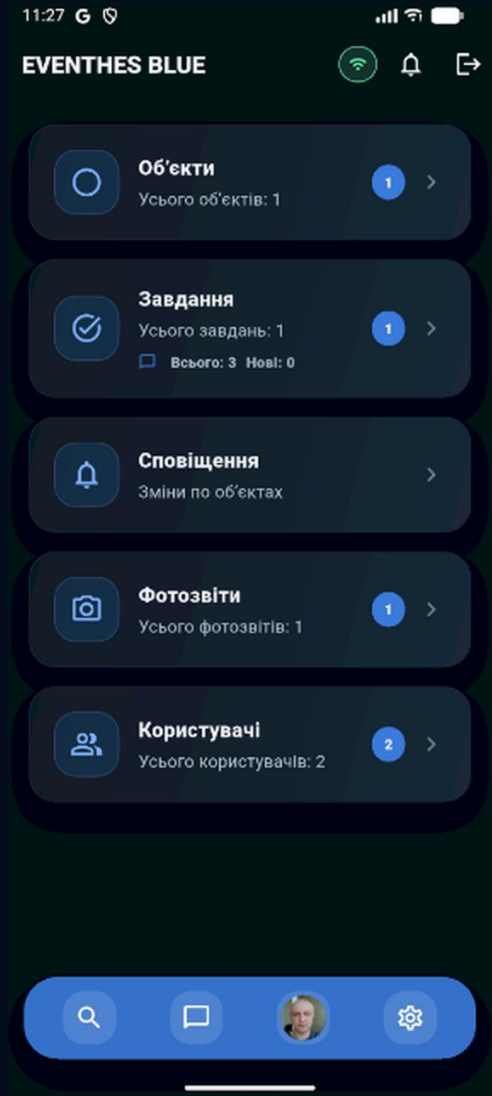 11:27 G
EVENTHES BLUE
Об'єкти
Усього об'єктів: 1
1
Завдання
Усього завдань: 1
1
Всього: 3 Нові: 0
Сповіщення
Зміни по об'єктах
Фотозвіти
Усього фотозвітів: 1
1
Користувачі
Усього користувачів: 2
2